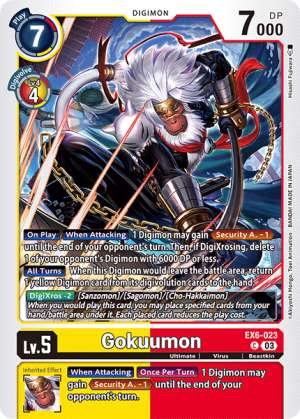 DIGIMON
Play
7
7000
DP
Digivolve
Lv.4
4
On Play When Attacking 1 Digimon may gain Security A. -1
until the end of your opponent's turn. Then, if DigiXrosing, delete
1 of your opponent's Digimon with 6000 DP or less.
All Turns When this Digimon would leave the battle area, return
1 yellow Digimon card from its digivolution cards to the hand.
DigiXros -2 [Sanzomon]/[Sagomon]/[Cho-Hakkaimon]
When you would play this card, you may place specified cards from your
hand/battle area under it. Each placed card reduces the play cost.
EX6-023
Lv.5
Gokuumon
C 03
Ultimate
Virus
Beastkin
Inherited Effect
When Attacking Once Per Turn 1 Digimon may
gain Security A. -1 until the end of your
opponent's turn.